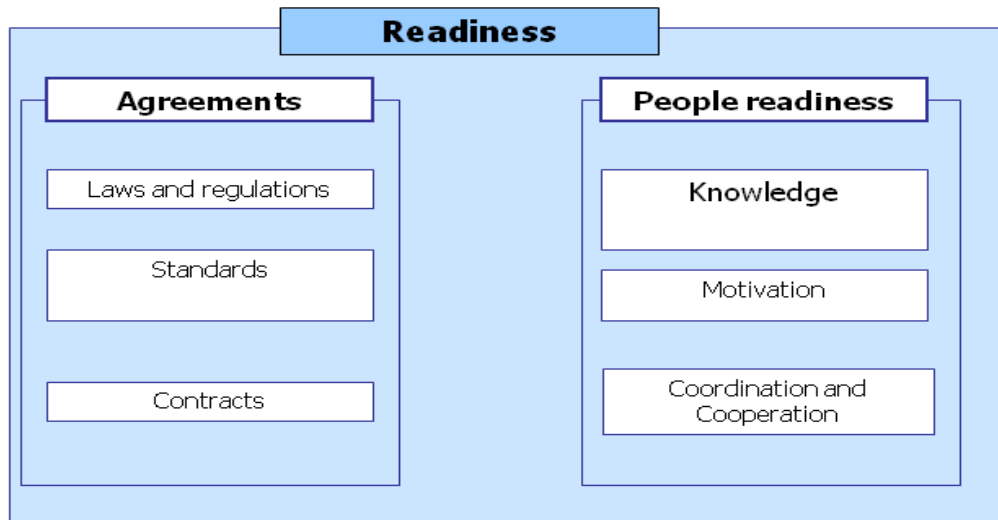 Readiness
Agreements
Laws and regulations
Standards
Contracts
People readiness
Knowledge
Motivation
Coordination and
Cooperation